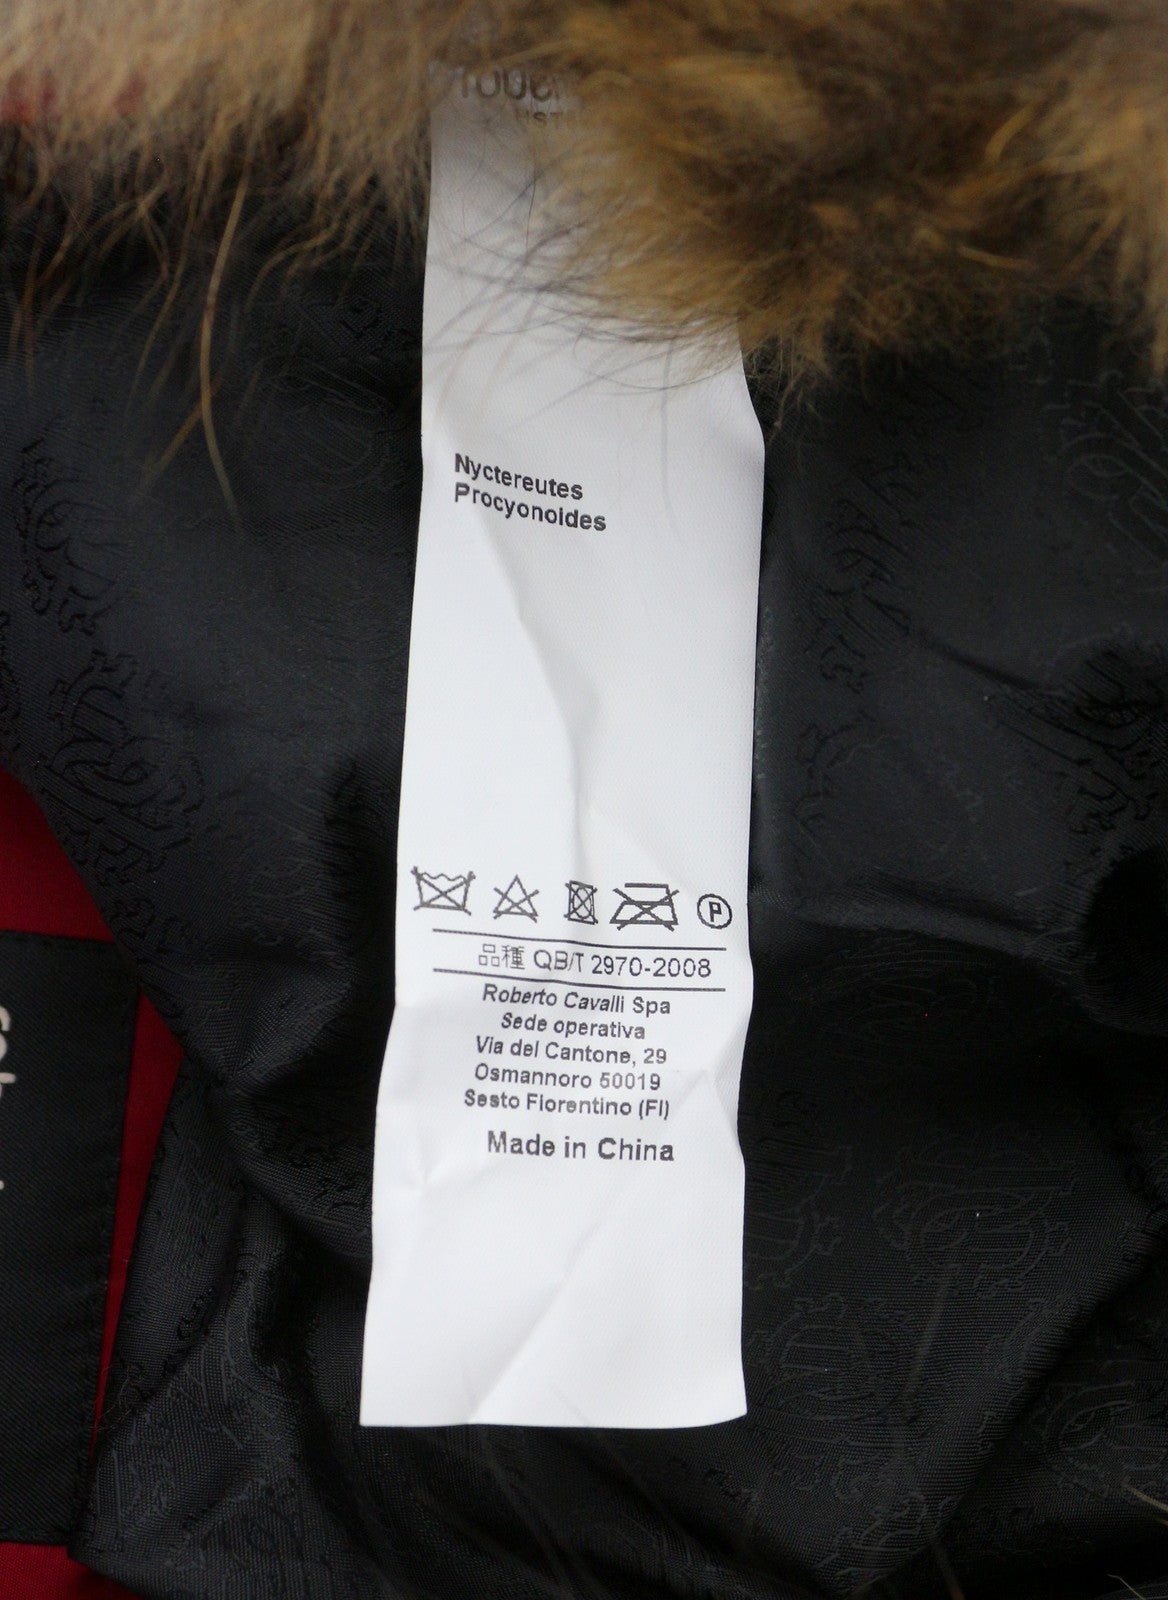 Nyctereutes
Procyonoides
P
品種 QB/T 2970-2008
Roberto Cavalli Spa
Sede operativa
Via del Cantone, 29
Osmannoro 50019
Sesto Fiorentino (FI)
Made in China